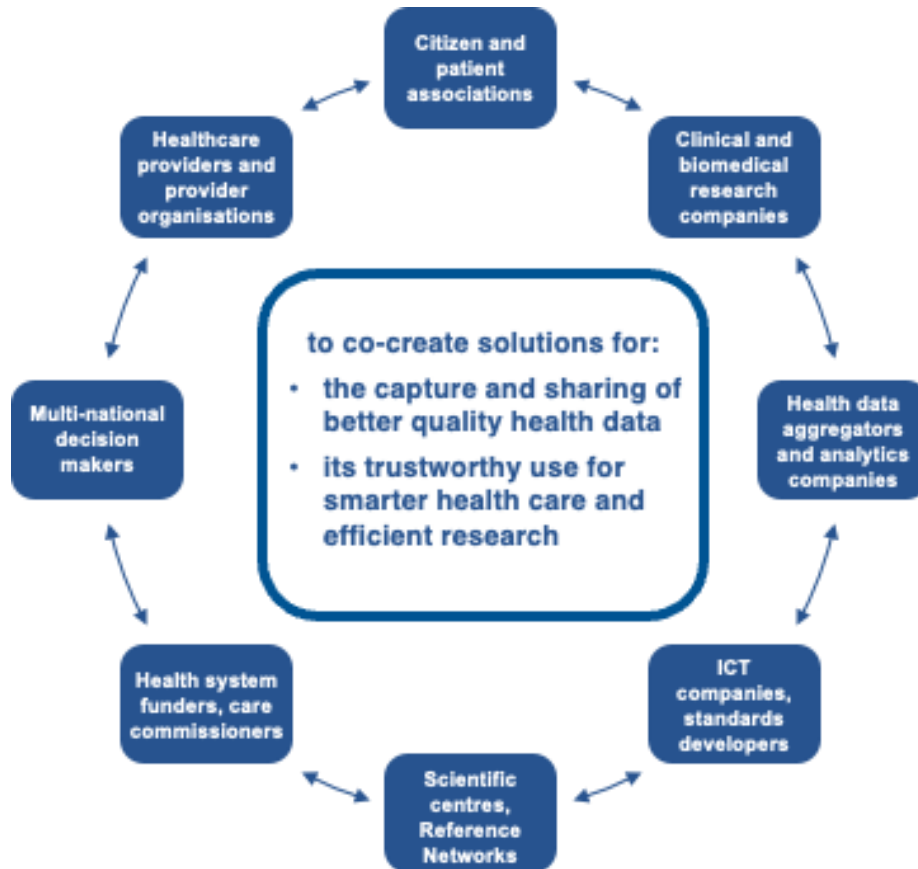 Citizen and
patient
associations
Clinical and
biomedical
research
companies
Health data
aggregators
and analytics
companies
ICT
companies,
standards
developers
Scientific
centres,
Reference
Networks
Health system
funders, care
commissioners
Multi-national
decision
makers
Healthcare
providers and
provider
organisations
to co-create solutions for:
• the capture and sharing of
better quality health data
• its trustworthy use for
smarter health care and
efficient research